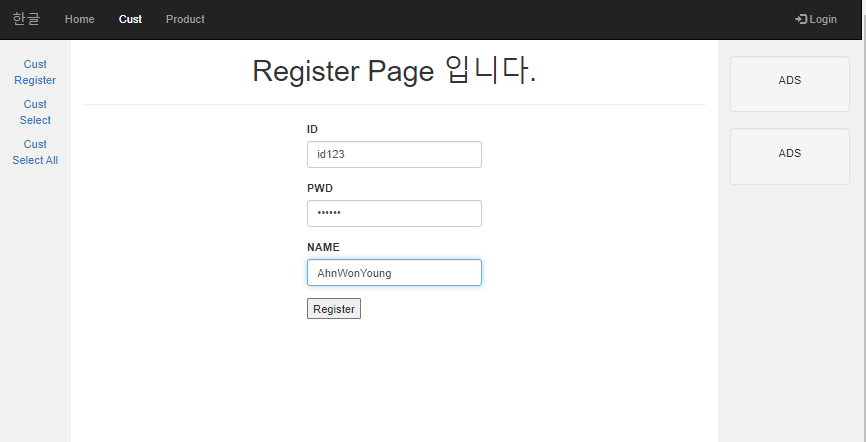 한글 Home Cust Product Login
Cust
Register
Cust
Select
Cust
Select All
Register Page 입니다.
ID
id123
PWD
••••••
NAME
AhnWonYoung
Register
ADS
ADS